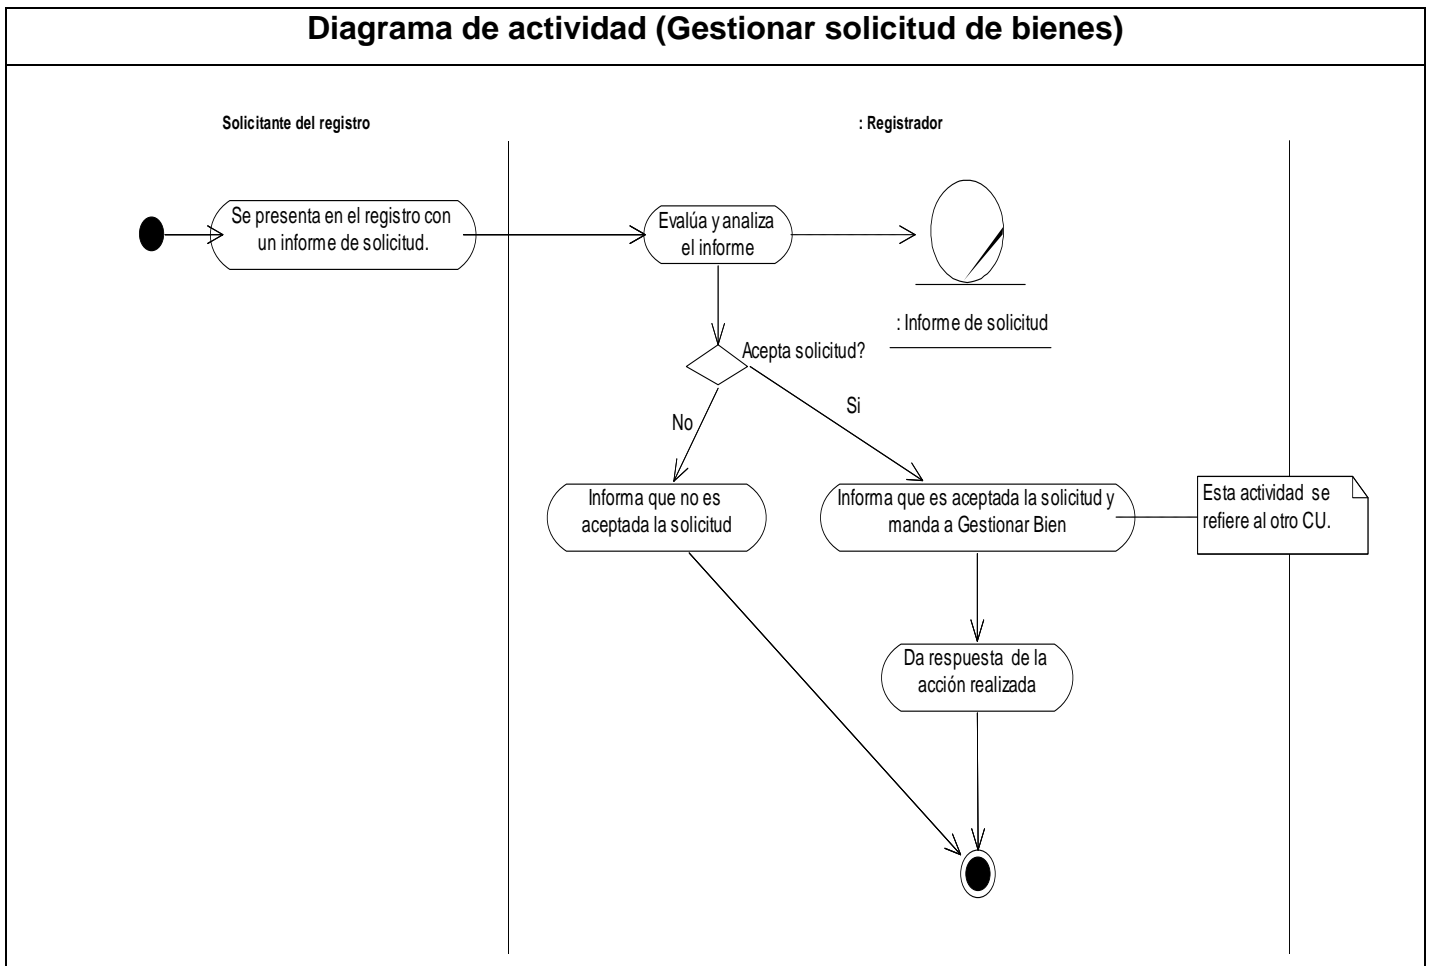 Diagrama de actividad (Gestionar solicitud de bienes)
Solicitante del registro
: Registrador
Se presenta en el registro con
un informe de solicitud.
Evalúa y analiza
el informe
: Informe de solicitud
Acepta solicitud?
No
Si
Informa que no es
aceptada la solicitud
Informa que es aceptada la solicitud y
manda a Gestionar Bien
Esta actividad se
refiere al otro CU.
Da respuesta de la
acción realizada